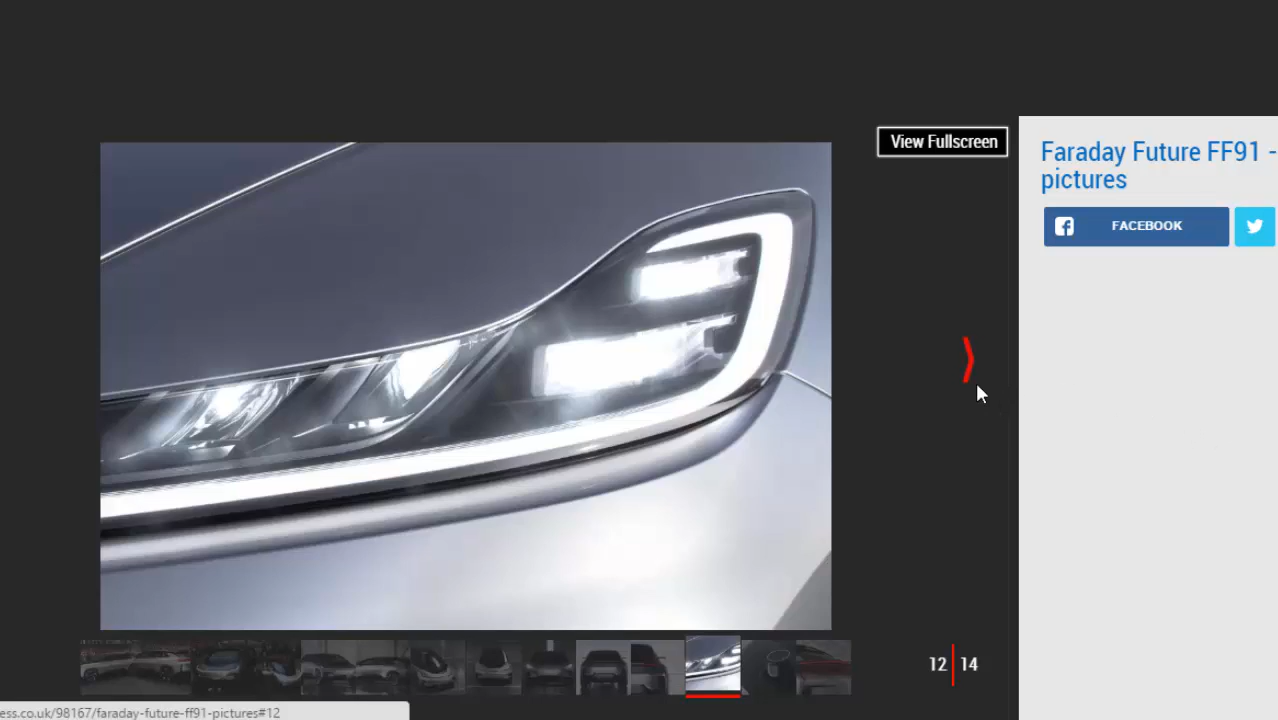 View Fullscreen
Faraday Future FF91 -
pictures
FACEBOOK
12 14
ess.co.uk/98167/faraday-future-ff91-pictures#12